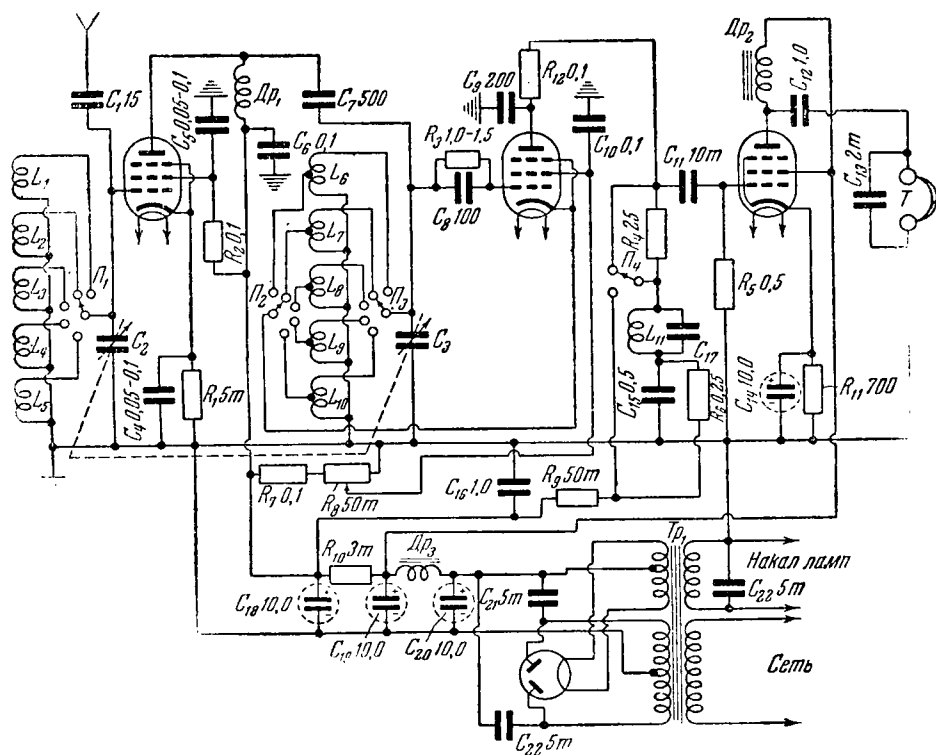 C₁ 15
L₁
L₂
L₃
L₄
L₅
П₁
C₂
C₅ 0,05-0,1
R₂ 0,1
C₄ 0,05-0,1
R₁ 5т
Др₁
C₆ 0,1
C₇ 500
L₆
L₇
L₈
L₉
L₁₀
П₂
П₃
C₃
R₃ 1,0-1,5
C₈ 100
C₉ 200
R₁₂ 0,1
C₁₀ 0,1
C₁₁ 10т
R₄ 25
П₄
L₁₁
C₁₇
C₁₅ 0,5
R₆ 0,25
Др₂
C₁₂ 1,0
C₁₃ 2т
Т
R₅ 0,5
C₁₄ 10,0
R₁₁ 700
R₇ 0,1
R₈ 50т
C₁₆ 1,0
R₉ 50т
R₁₀ 3т
Др₃
C₁₈ 10,0
C₁₉ 10,0
C₂₀ 10,0
C₂₁ 5т
C₂₂ 5т
Тр₁
Накал ламп
C₂₂ 5т
Сеть